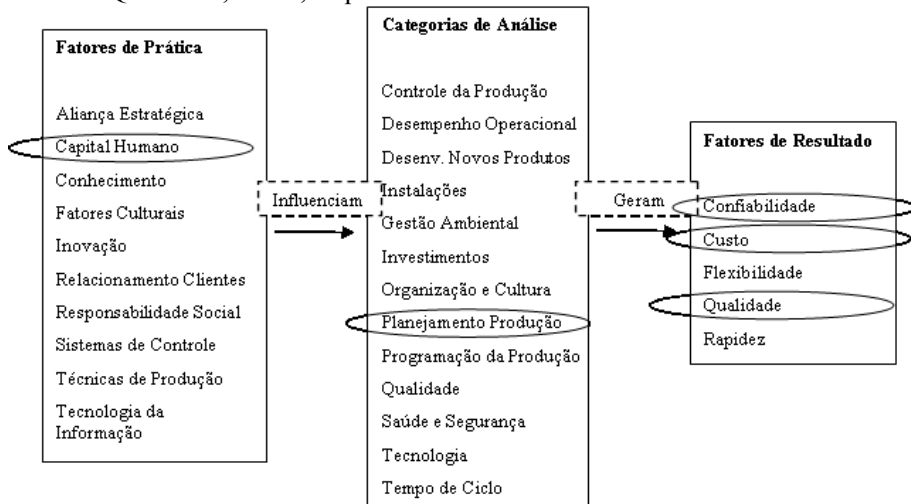 Fatores de Prática
Aliança Estratégica
Capital Humano
Conhecimento
Fatores Culturais
Inovação
Relacionamento Clientes
Responsabilidade Social
Sistemas de Controle
Técnicas de Produção
Tecnologia da
Informação
Influenciam
Categorias de Análise
Controle da Produção
Desempenho Operacional
Desenv. Novos Produtos
Instalações
Gestão Ambiental
Investimentos
Organização e Cultura
Planejamento Produção
Programação da Produção
Qualidade
Saúde e Segurança
Tecnologia
Tempo de Ciclo
Geram
Fatores de Resultado
Confiabilidade
Custo
Flexibilidade
Qualidade
Rapidez